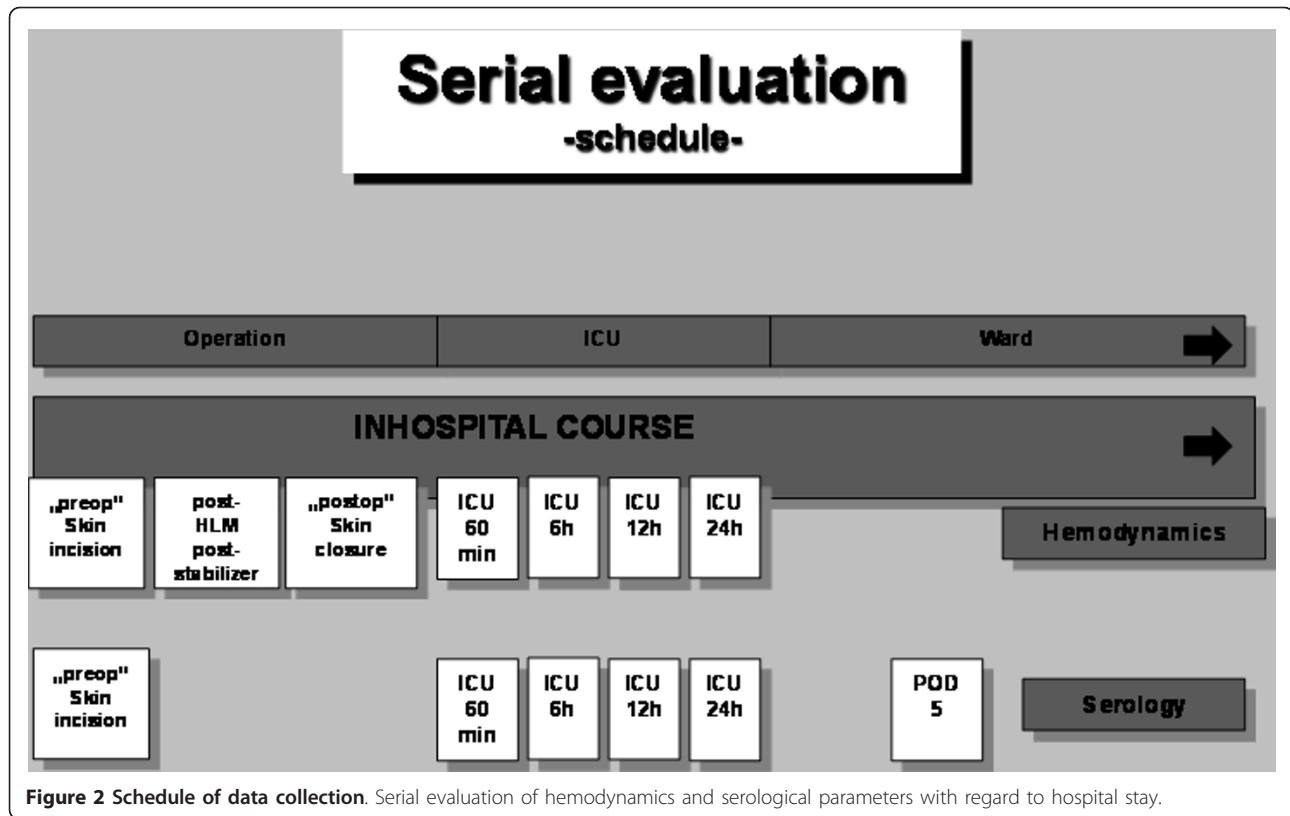 Serial evaluation
-schedule-
Operation
ICU
Ward
INHOSPITAL COURSE
„preop"
Skin
incision
post-
HLM
post-
stabilizer
„postop"
Skin
closure
ICU
60
min
ICU
6h
ICU
12h
ICU
24h
Hemodynamics
„preop"
Skin
incision
ICU
60
min
ICU
6h
ICU
12h
ICU
24h
POD
5
Serology
Figure 2 Schedule of data collection. Serial evaluation of hemodynamics and serological parameters with regard to hospital stay.